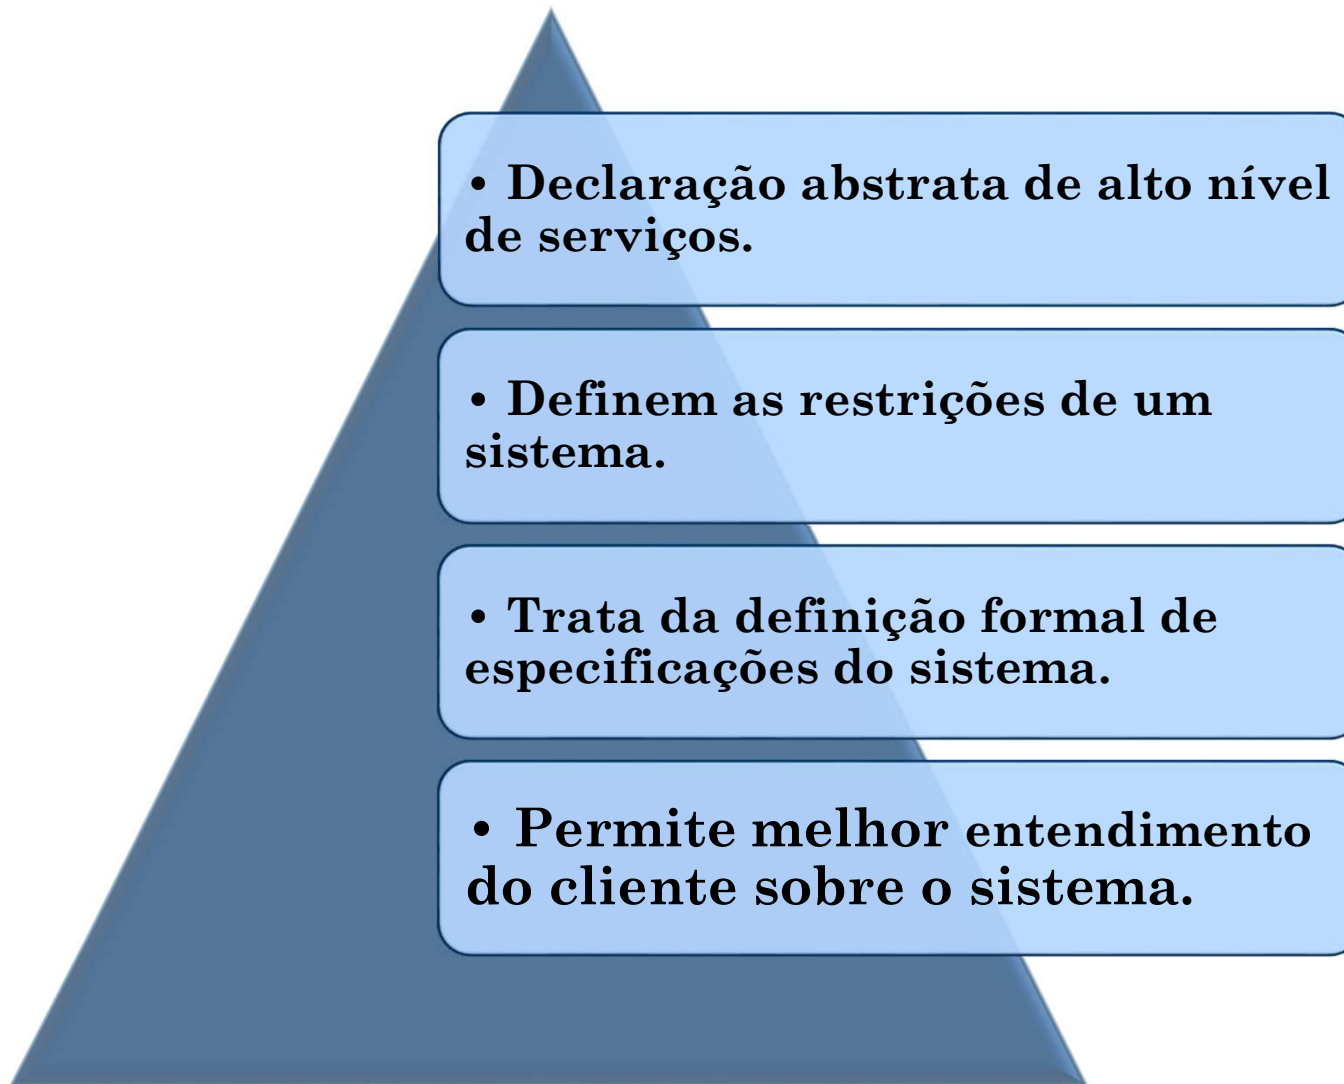 • Declaração abstrata de alto nível
de serviços.
• Definem as restrições de um
sistema.
• Trata da definição formal de
especificações do sistema.
• Permite melhor entendimento
do cliente sobre o sistema.